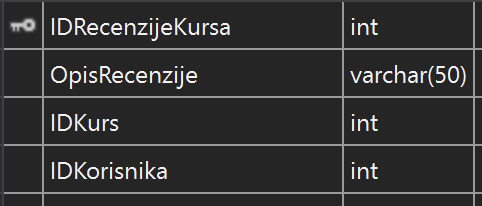 IDRecenzijeKursa int
OpisRecenzije varchar(50)
IDKurs int
IDKorisnika int